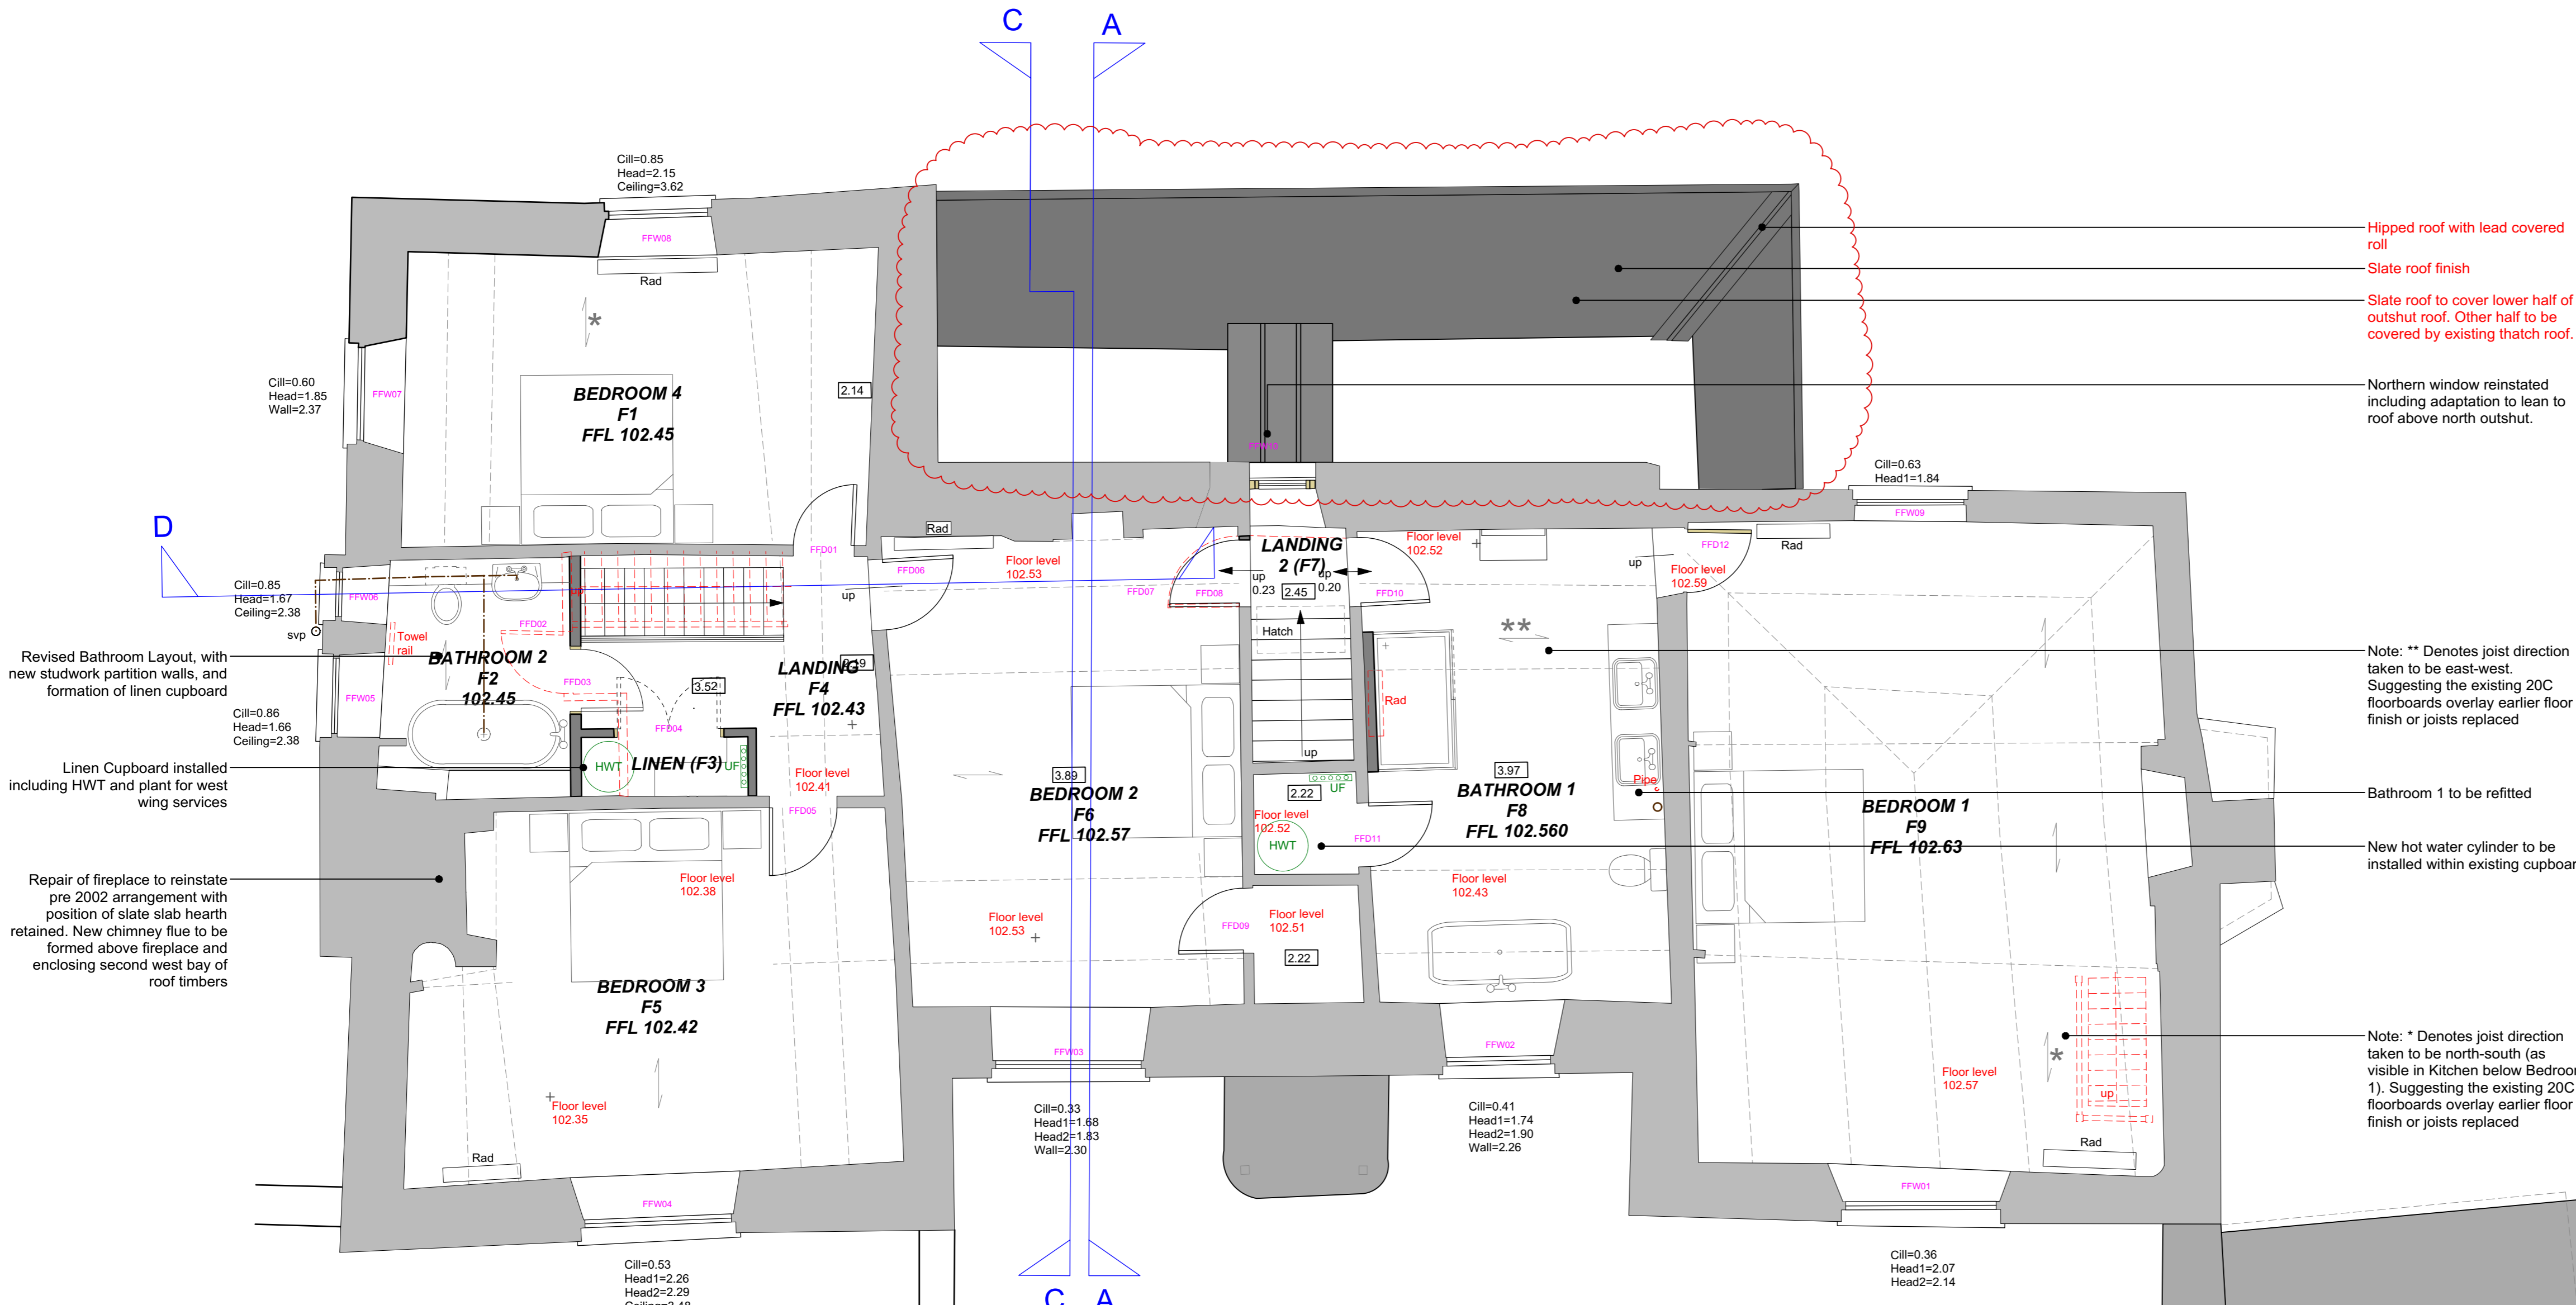 C
A
Cill=0.85
Head=2.15
Ceiling=3.62
FFW08
Rad
*
Hipped roof with lead covered
roll
Slate roof finish
Slate roof to cover lower half of
outshut roof. Other half to be
covered by existing thatch roof.
Northern window reinstated
including adaptation to lean to
roof above north outshut.
Cill=0.60
Head=1.85
Wall=2.37
FFW07
BEDROOM 4
F1
FFL 102.45
2.14
FFW10
Cill=0.63
Head1=1.84
FFW09
Rad
D
Cill=0.85
Head=1.67
Ceiling=2.38
FFW06
svp
Towel
rail
up
FFD01
FFD02
FFD03
FFD04
FFD06
Rad
up
Floor level
102.53
FFD07
FFD08
LANDING
2 (F7)
up
0.23
up
0.20
2.45
Hatch
up
FFD10
Floor level
102.52
up
FFD12
Floor level
102.59
Revised Bathroom Layout, with
new studwork partition walls, and
formation of linen cupboard
BATHROOM 2
F2
102.45
FFW05
Cill=0.86
Head=1.66
Ceiling=2.38
3.52
LANDING
F4
FFL 102.43
Linen Cupboard installed
including HWT and plant for west
wing services
HWT
LINEN (F3)
UF
Floor level
102.41
FFD05
**
Rad
Note: ** Denotes joist direction
taken to be east-west.
Suggesting the existing 20C
floorboards overlay earlier floor
finish or joists replaced
3.89
BEDROOM 2
F6
FFL 102.57
2.22
UF
Floor level
102.52
HWT
FFD11
3.97
BATHROOM 1
F8
FFL 102.560
Pipe
Bathroom 1 to be refitted
BEDROOM 1
F9
FFL 102.63
New hot water cylinder to be
installed within existing cupboar
Repair of fireplace to reinstate
pre 2002 arrangement with
position of slate slab hearth
retained. New chimney flue to be
formed above fireplace and
enclosing second west bay of
roof timbers
Floor level
102.38
Floor level
102.53
FFD09
Floor level
102.51
2.22
Floor level
102.43
BEDROOM 3
F5
FFL 102.42
Floor level
102.35
Rad
FFW04
FFW03
FFW02
Floor level
102.57
*
up
Rad
FFW01
Note: * Denotes joist direction
taken to be north-south (as
visible in Kitchen below Bedroom
1). Suggesting the existing 20C
floorboards overlay earlier floor
finish or joists replaced
Cill=0.33
Head1=1.68
Head2=1.83
Wall=2.30
Cill=0.41
Head1=1.74
Head2=1.90
Wall=2.26
Cill=0.53
Head1=2.26
Head2=2.29
Cill=0.36
Head1=2.07
Head2=2.14
C
A